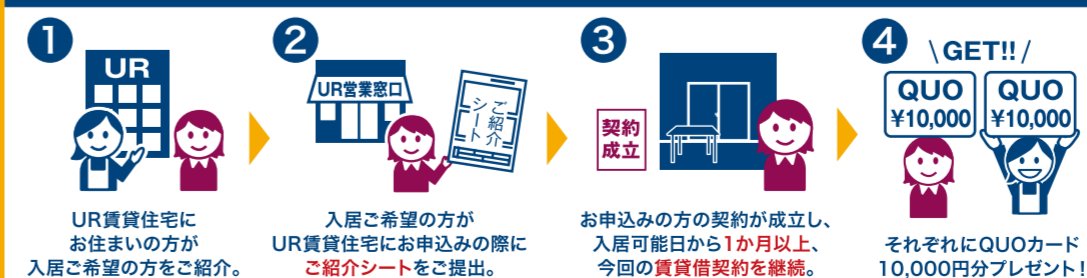 1
UR
UR賃貸住宅に
お住まいの方が
入居ご希望の方をご紹介。
2
UR営業窓口
ご紹介
シート
入居ご希望の方が
UR賃貸住宅にお申込みの際に
ご紹介シートをご提出。
3
契約
成立
お申込みの方の契約が成立し、
入居可能日から1か月以上、
今回の賃貸借契約を継続。
4
\ GET!! /
QUO
¥10,000
QUO
¥10,000
それぞれにQUOカード
10,000円分プレゼント!